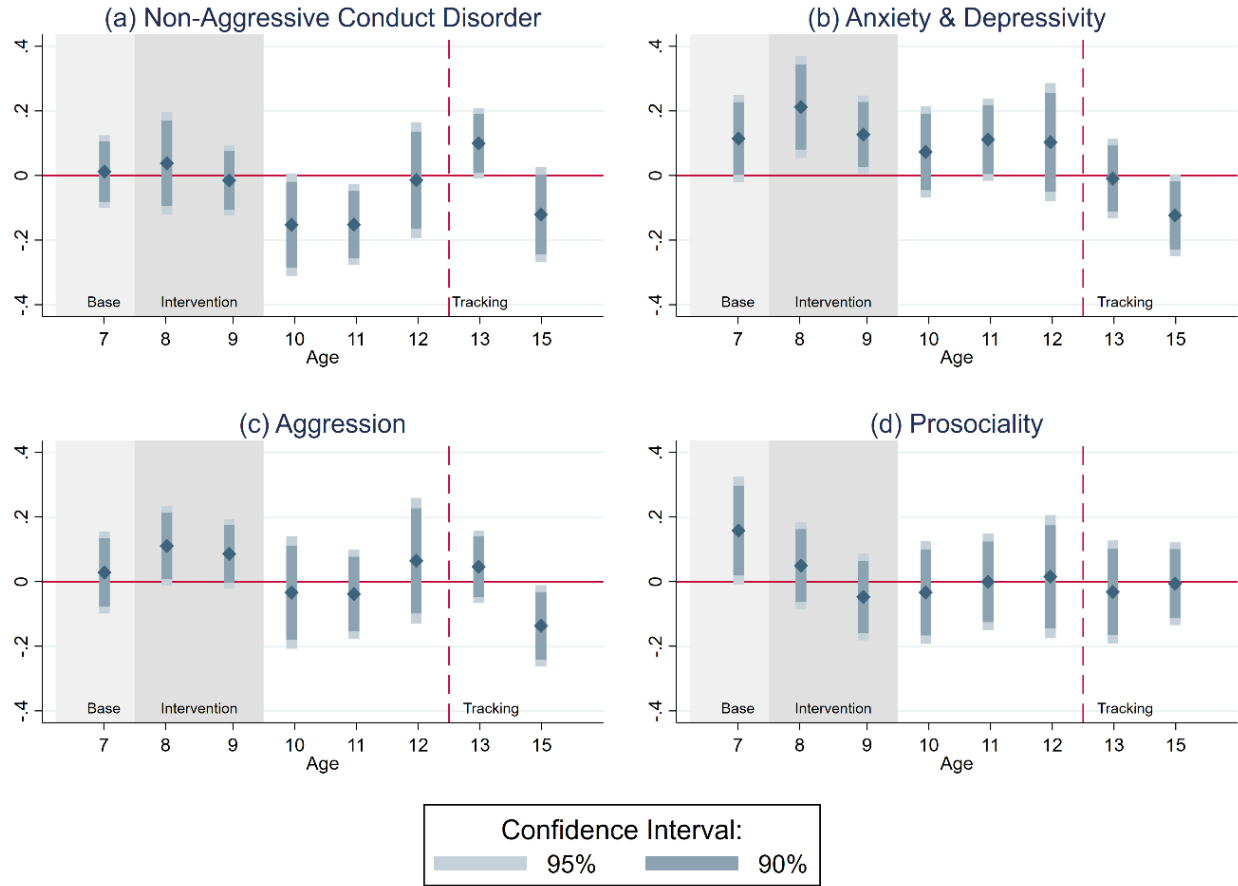 (a) Non-Aggressive Conduct Disorder
.4
.2
0
-.2
-.4
Base Intervention Tracking
7 8 9 10 11 12 13 15
Age
(b) Anxiety & Depressivity
.4
.2
0
-.2
-.4
Base Intervention Tracking
7 8 9 10 11 12 13 15
Age
(c) Aggression
.4
.2
0
-.2
-.4
Base Intervention Tracking
7 8 9 10 11 12 13 15
Age
(d) Prosociality
.4
.2
0
-.2
-.4
Base Intervention Tracking
7 8 9 10 11 12 13 15
Age
Confidence Interval:
95% 90%